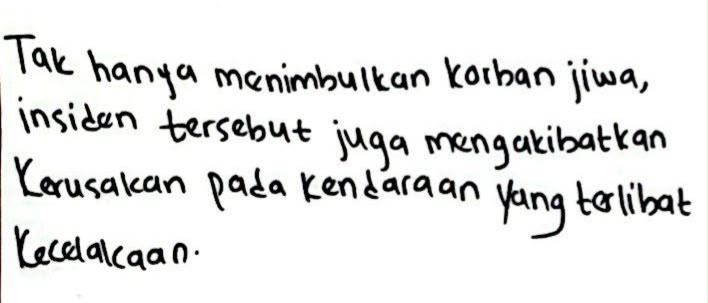 Tak hanya menimbulkan korban jiwa,
insiden tersebut juga mengakibatkan
Kerusakan pada kendaraan yang terlibat
Kecelakaan.